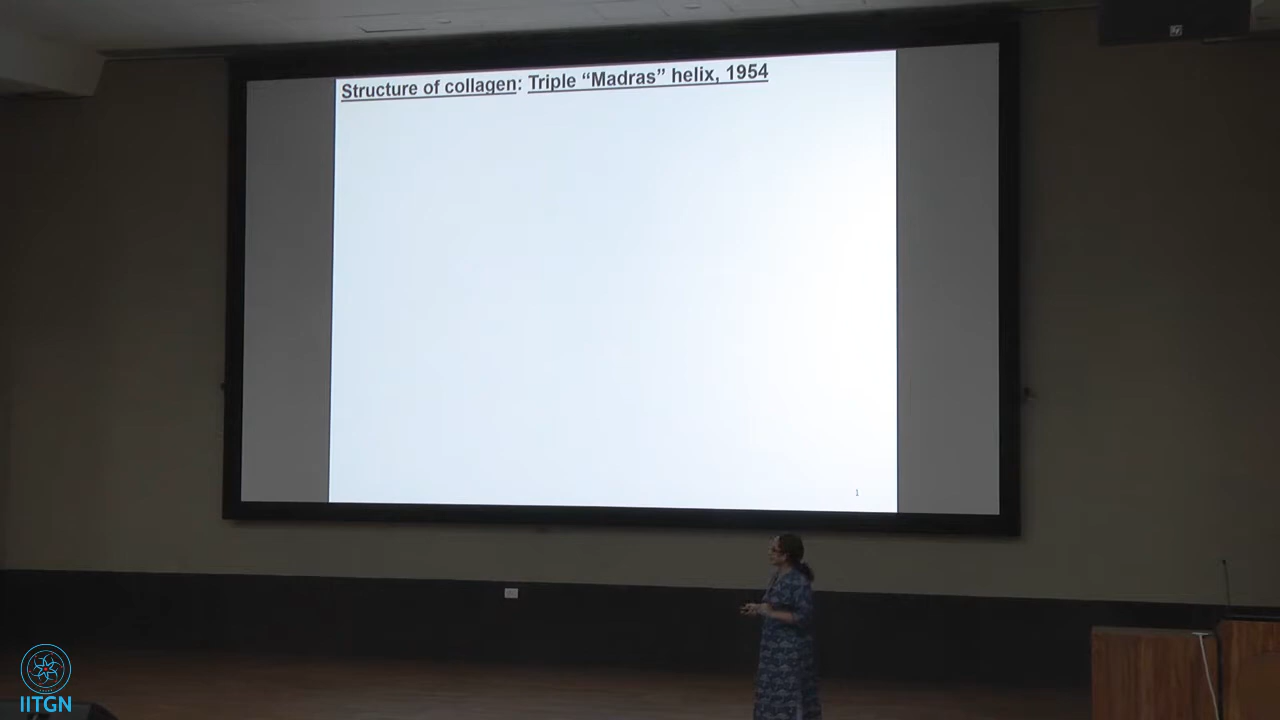 Structure of collagen: Triple “Madras” helix, 1954
1
IITGN